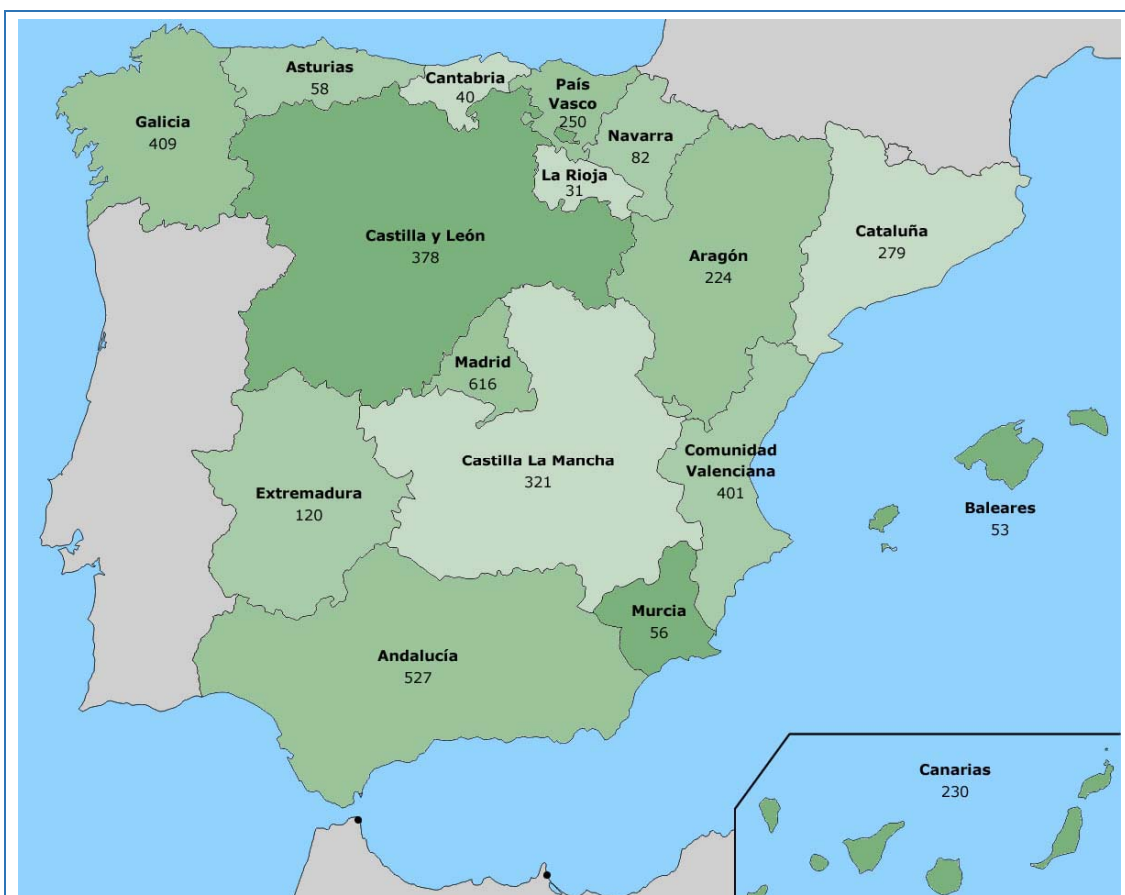 Asturias
58
Cantabria
40
País
Vasco
250
Galicia
409
Navarra
82
La Rioja
31
Castilla y León
378
Aragón
224
Cataluña
279
Madrid
616
Comunidad
Valenciana
401
Castilla La Mancha
321
Extremadura
120
Baleares
53
Murcia
56
Andalucía
527
Canarias
230